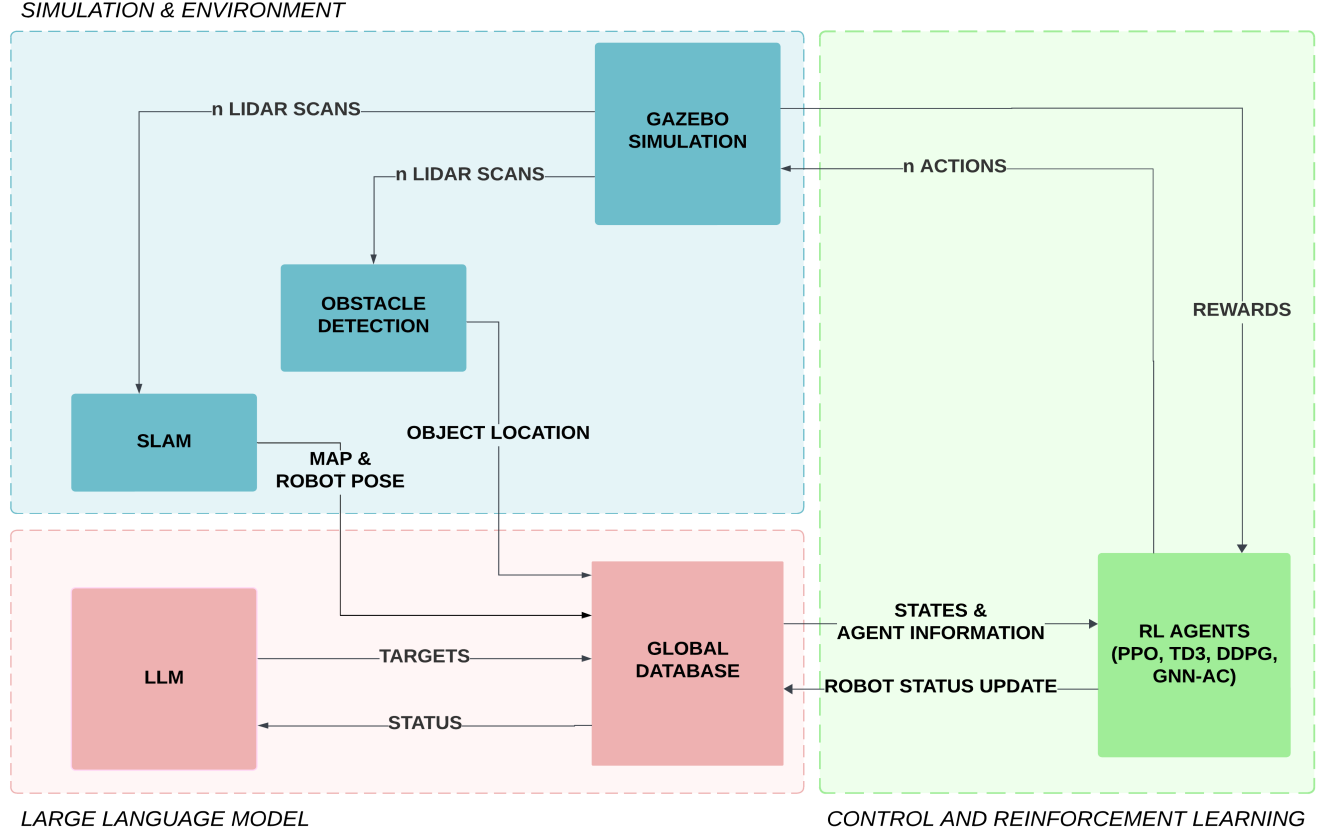 SIMULATION & ENVIRONMENT
n LIDAR SCANS
GAZEBO
SIMULATION
n LIDAR SCANS
n ACTIONS
OBSTACLE
DETECTION
REWARDS
SLAM
OBJECT LOCATION
MAP &
ROBOT POSE
LLM
TARGETS
STATUS
GLOBAL
DATABASE
STATES &
AGENT INFORMATION
ROBOT STATUS UPDATE
RL AGENTS
(PPO, TD3, DDPG,
GNN-AC)
LARGE LANGUAGE MODEL
CONTROL AND REINFORCEMENT LEARNING